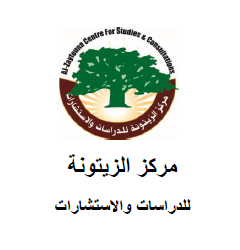 Al-Zaytouna Centre For Studies & Consultations
مركز الزيتونة للدراسات والاستشارات
مركز الزيتونة
للدراسات والاستشارات